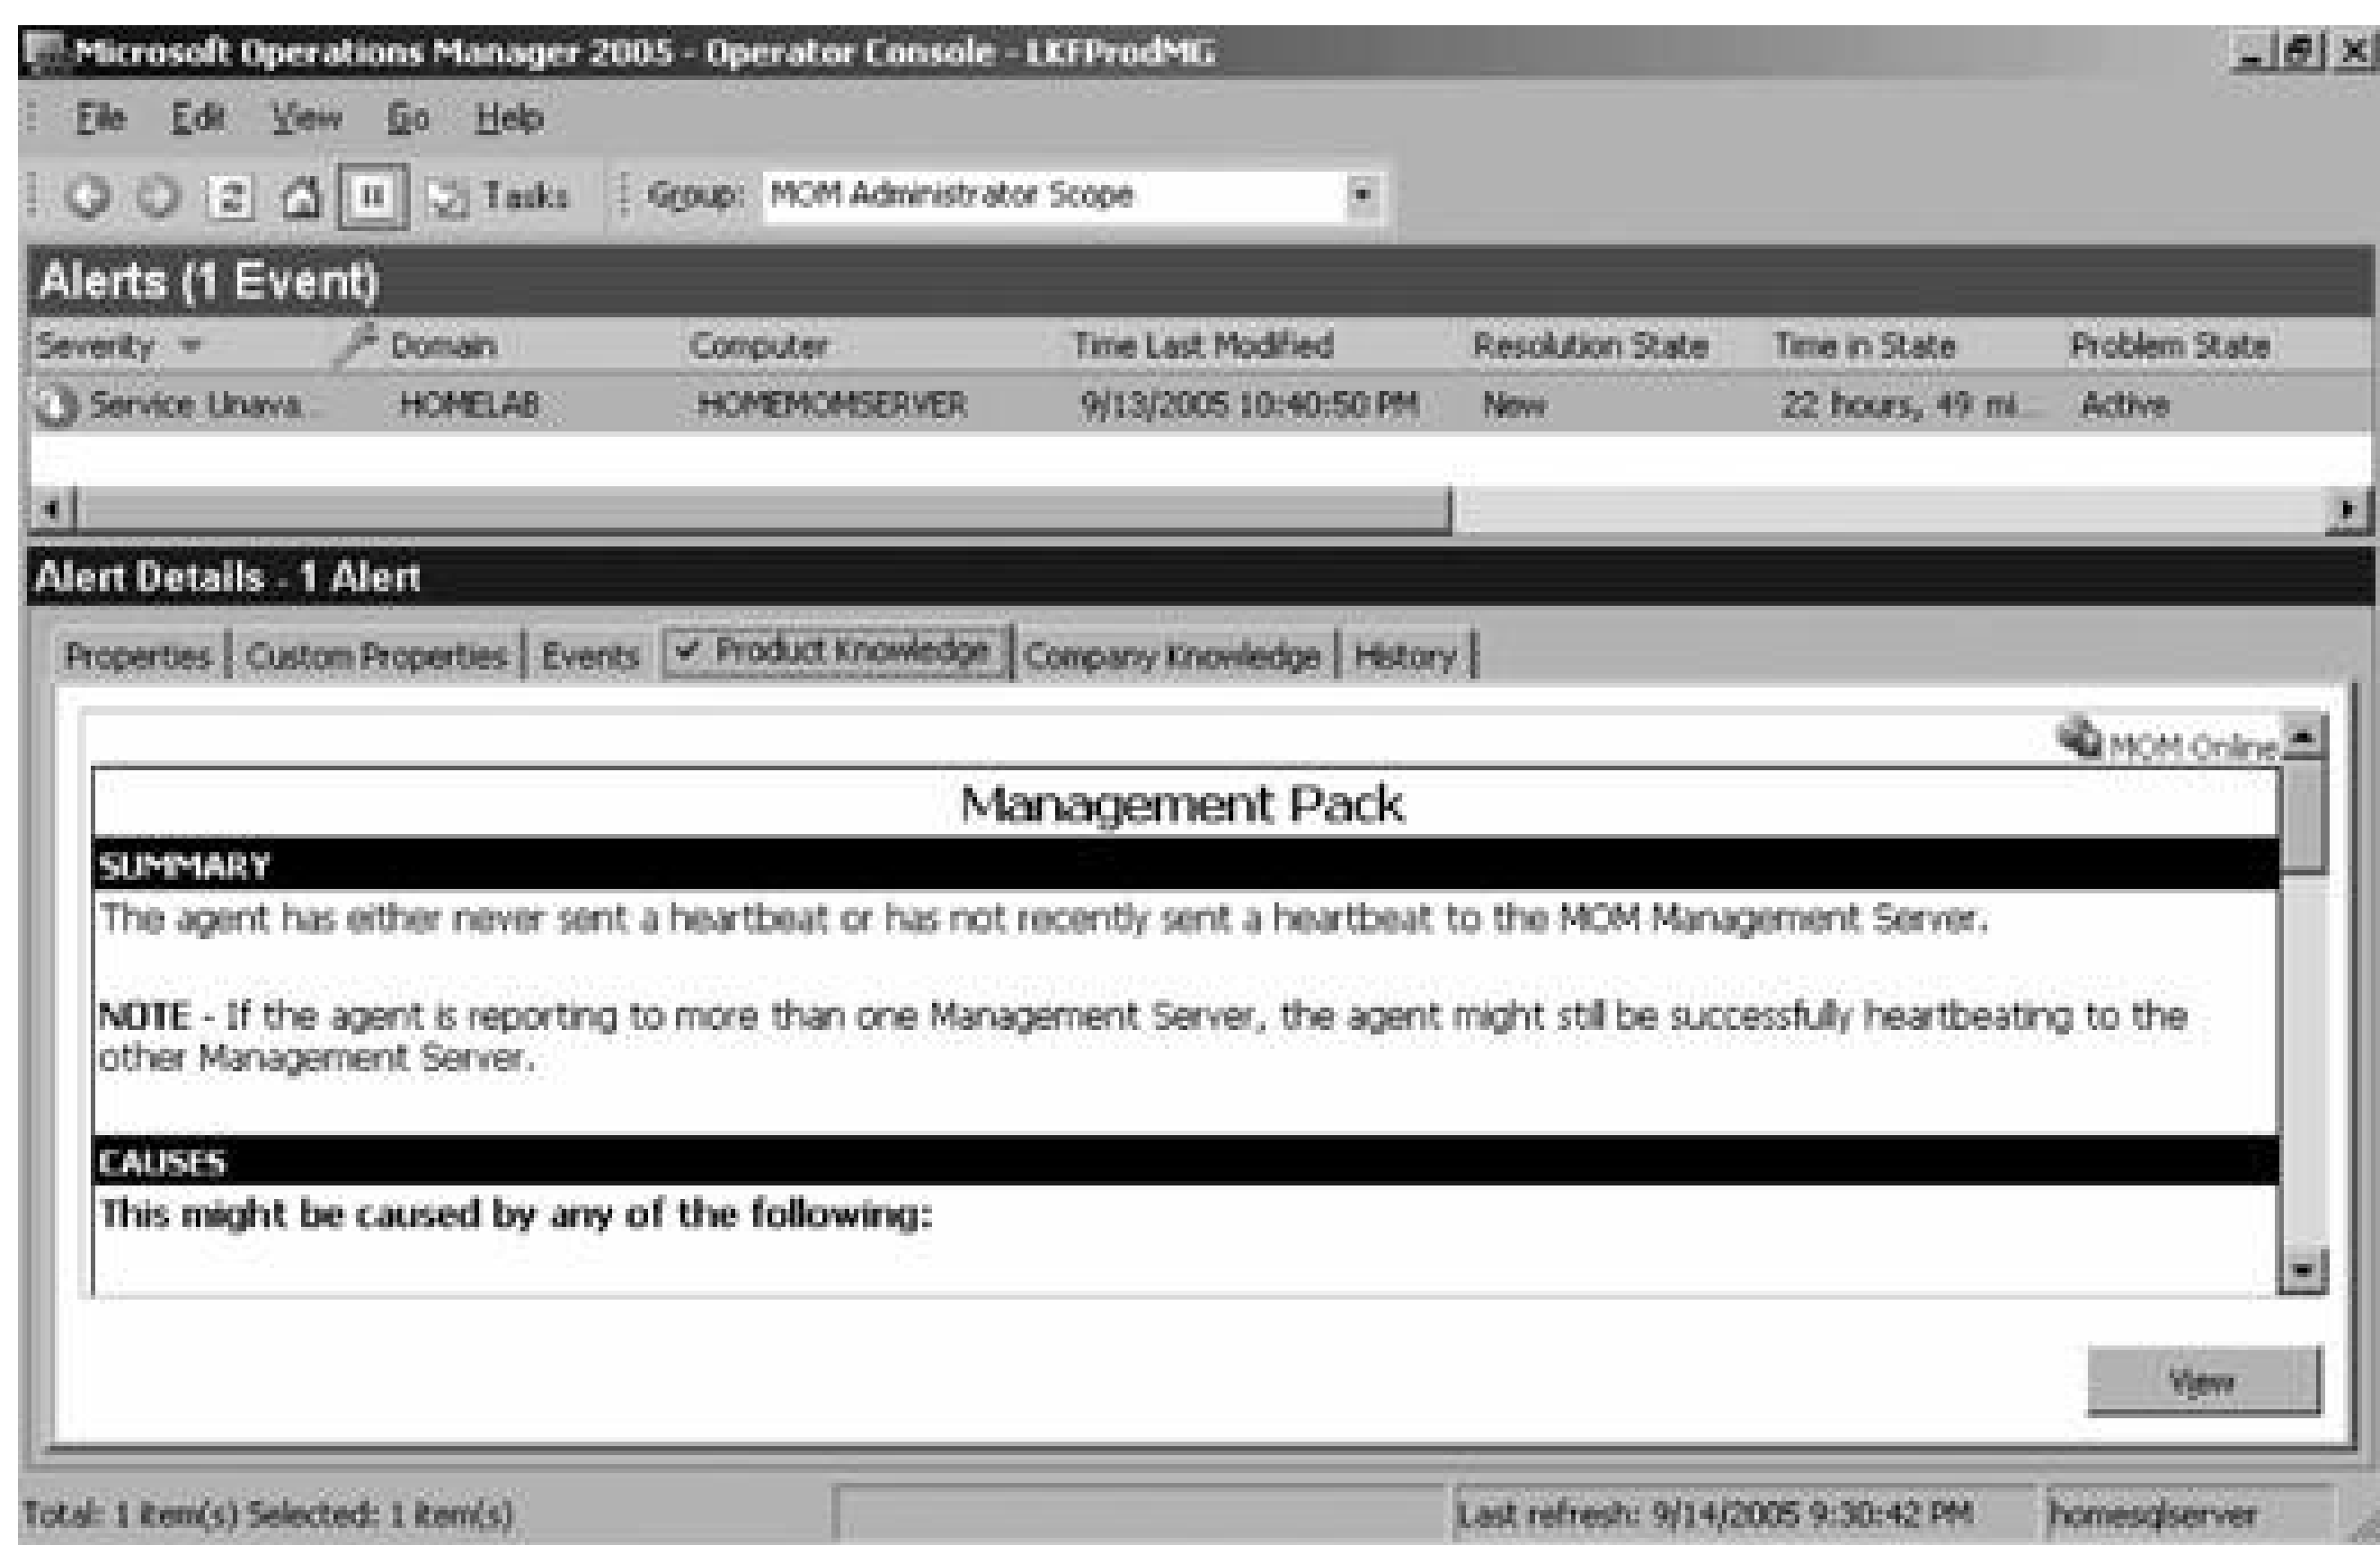 Microsoft Operations Manager 2005 - Operator Console - LKFProdMG
File Edit View Go Help
Tasks Group: MOM Administrator Scope
Alerts (1 Event)
Severity Domain Computer Time Last Modified Resolution State Time in State Problem State
Service Unava... HOMELAB HOMEMOMSERVER 9/13/2005 10:40:50 PM New 22 hours, 49 mi... Active
Alert Details - 1 Alert
Properties Custom Properties Events ✓ Product Knowledge Company Knowledge History
MOM Online
Management Pack
SUMMARY
The agent has either never sent a heartbeat or has not recently sent a heartbeat to the MOM Management Server.
NOTE - If the agent is reporting to more than one Management Server, the agent might still be successfully heartbeating to the
other Management Server.
CAUSES
This might be caused by any of the following:
View
Total: 1 item(s) Selected: 1 item(s) Last refresh: 9/14/2005 9:30:42 PM homesqlserver